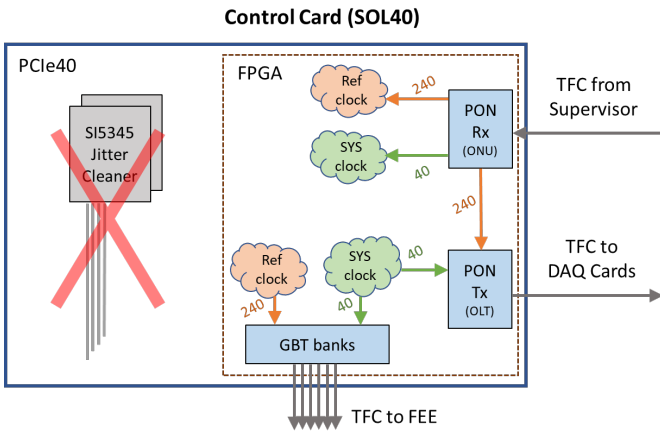 Control Card (SOL40)
PCIe40
FPGA
SI5345
Jitter
Cleaner
Ref
clock
240
PON
Rx
(ONU)
TFC from
Supervisor
SYS
clock
40
240
Ref
clock
240
SYS
clock
40
40
PON
Tx
(OLT)
TFC to
DAQ Cards
GBT banks
TFC to FEE